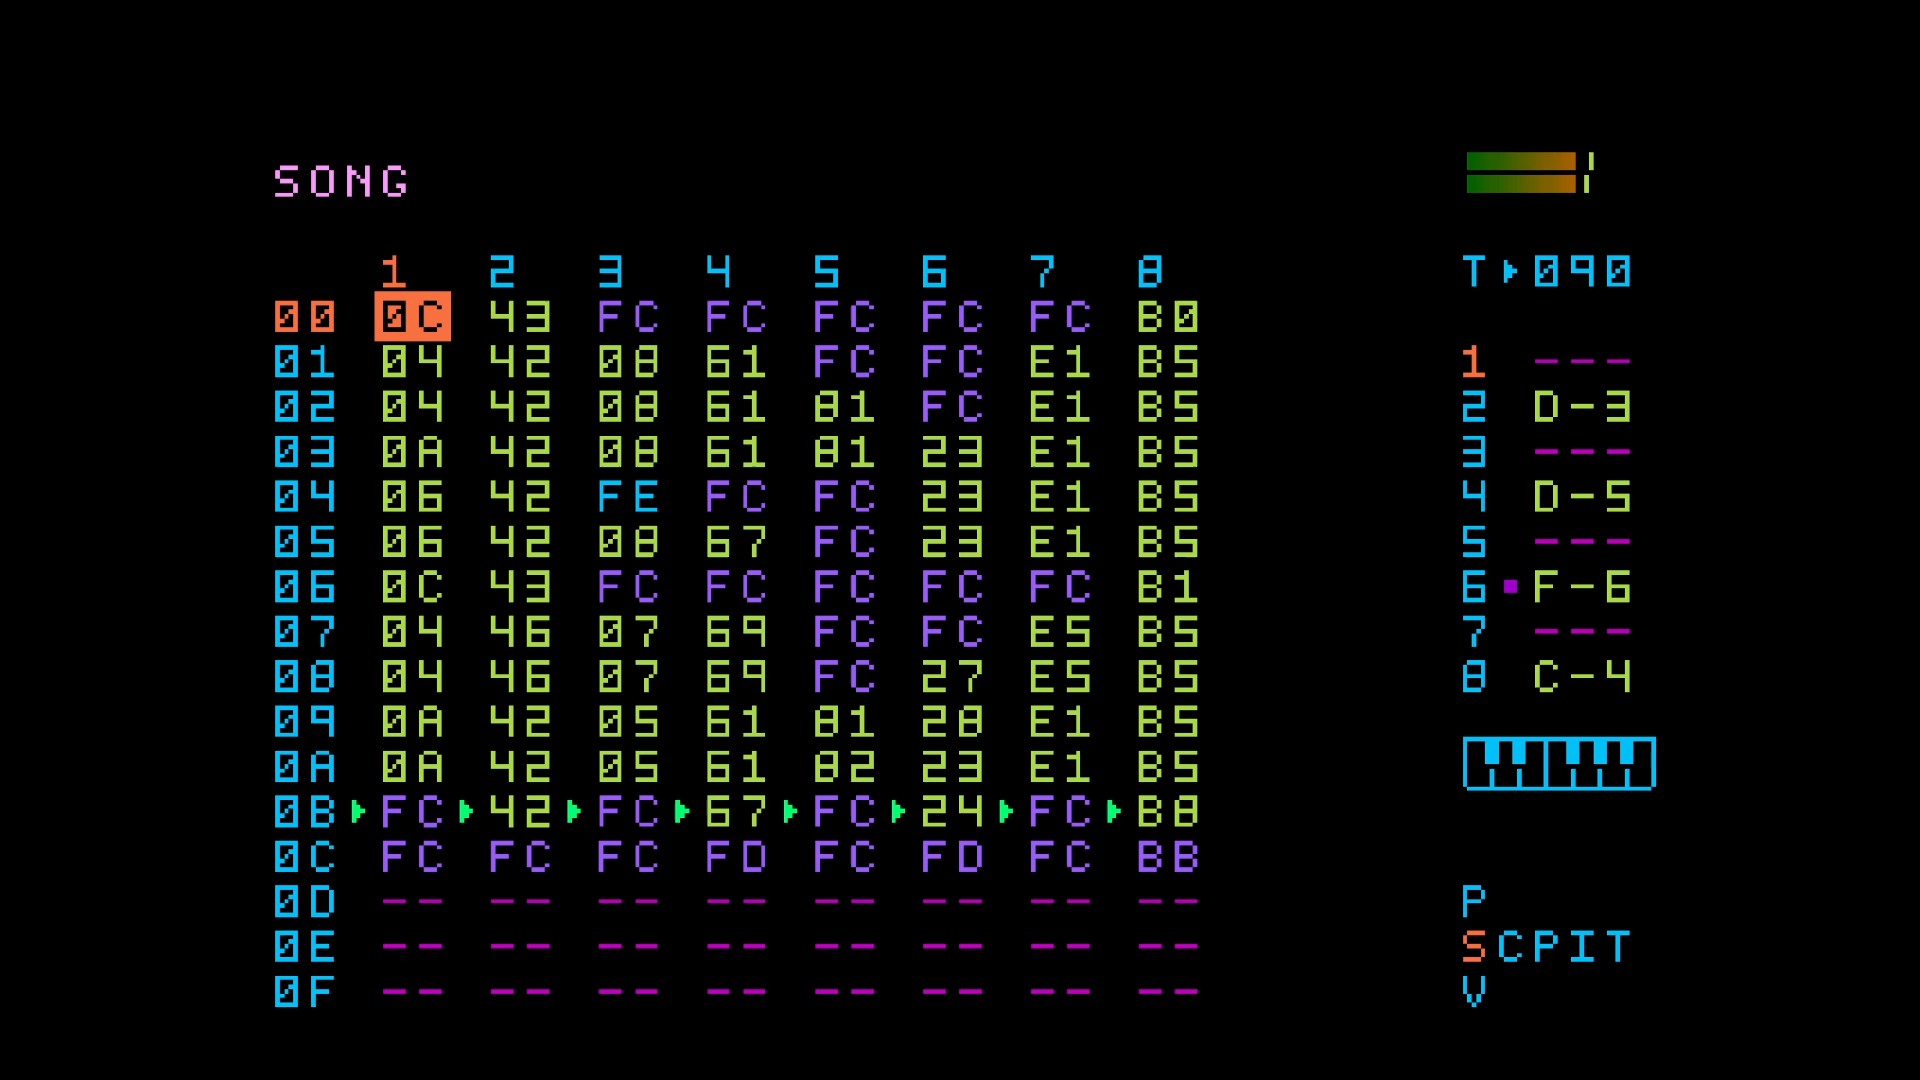 SONG
1 2 3 4 5 6 7 8 T 090
00 0C 43 FC FC FC FC FC B0
01 04 42 08 61 FC FC E1 B5 1 ---
02 04 42 08 61 81 FC E1 B5 2 D-3
03 0A 42 08 61 81 23 E1 B5 3 ---
04 06 42 FE FC FC 23 E1 B5 4 D-5
05 06 42 08 67 FC 23 E1 B5 5 ---
06 0C 43 FC FC FC FC FC B1 6 F-6
07 04 46 07 69 FC FC E5 B5 7 ---
08 04 46 07 69 FC 27 E5 B5 8 C-4
09 0A 42 05 61 81 28 E1 B5
0A 0A 42 05 61 82 23 E1 B5
0B FC 42 FC 67 FC 24 FC B8
0C FC FC FC FD FC FD FC BB
0D -- -- -- -- -- -- -- -- P
0E -- -- -- -- -- -- -- -- SCPIT
0F -- -- -- -- -- -- -- -- V